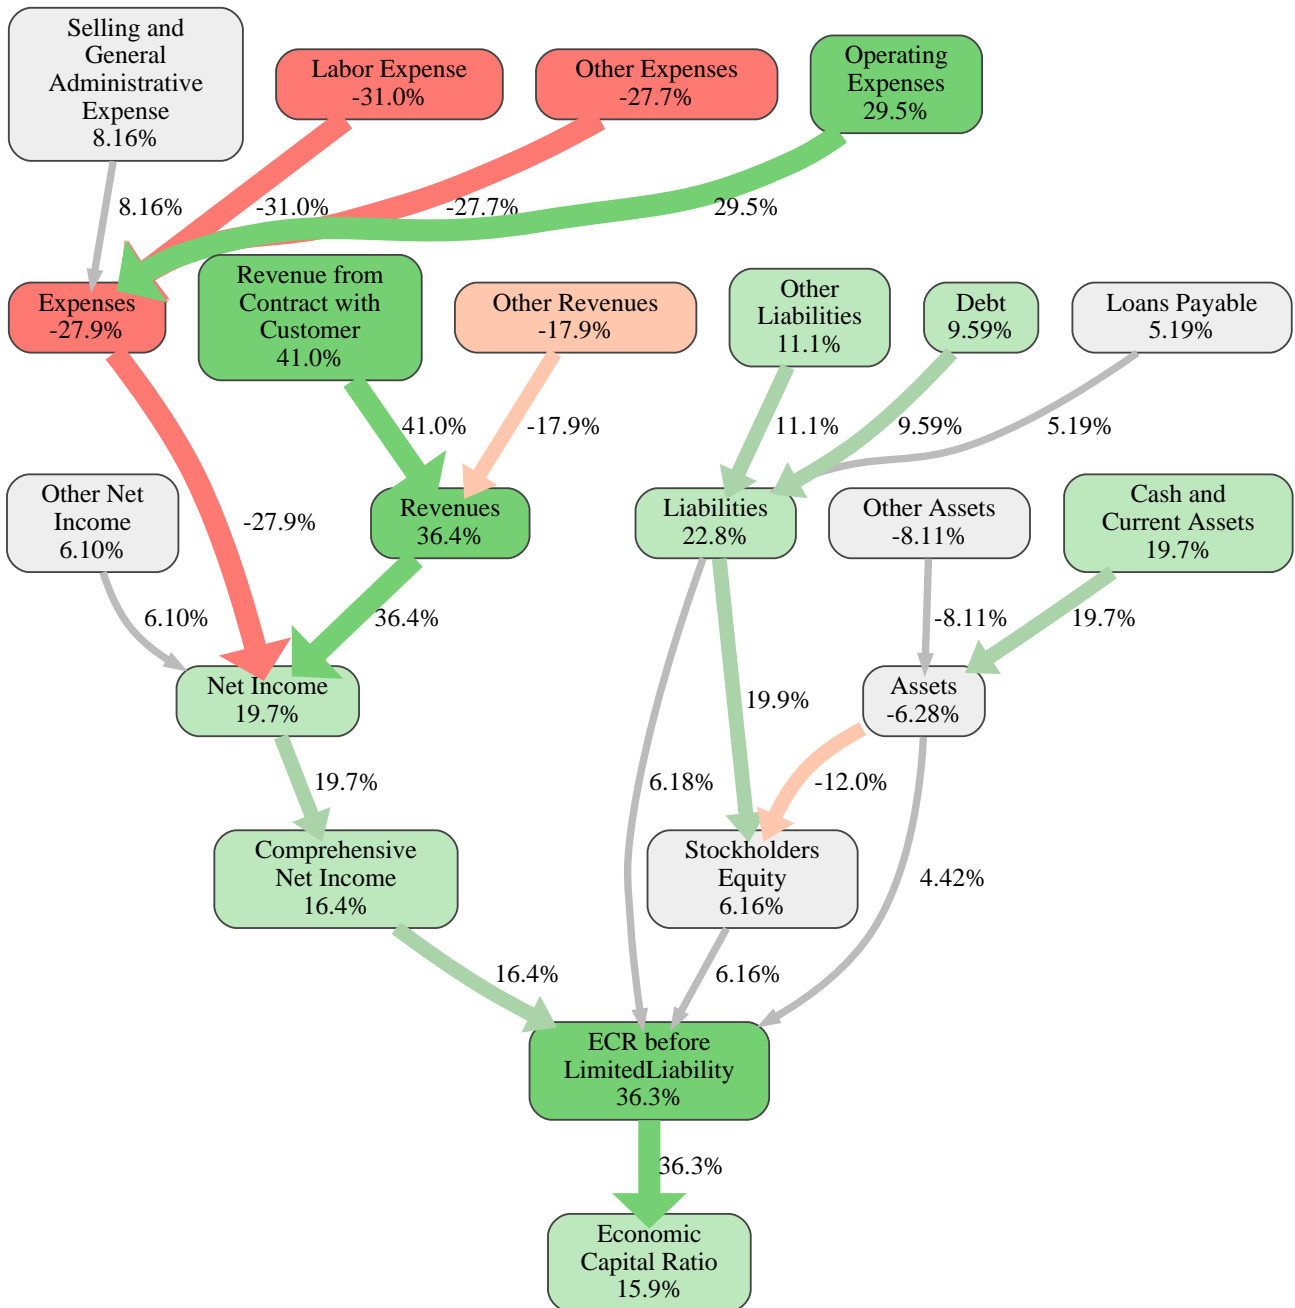 Selling and
General
Administrative
Expense
8.16%
Labor Expense
-31.0%
Other Expenses
-27.7%
Operating
Expenses
29.5%
8.16%
-31.0%
-27.7%
29.5%
Expenses
-27.9%
Revenue from
Contract with
Customer
41.0%
Other Revenues
-17.9%
Other
Liabilities
11.1%
Debt
9.59%
Loans Payable
5.19%
41.0%
-17.9%
11.1%
9.59%
5.19%
Other Net
Income
6.10%
-27.9%
Revenues
36.4%
Liabilities
22.8%
Other Assets
-8.11%
Cash and
Current Assets
19.7%
6.10%
36.4%
-8.11%
19.7%
Net Income
19.7%
19.9%
Assets
-6.28%
19.7%
6.18%
-12.0%
Comprehensive
Net Income
16.4%
Stockholders
Equity
6.16%
4.42%
16.4%
6.16%
ECR before
LimitedLiability
36.3%
36.3%
Economic
Capital Ratio
15.9%